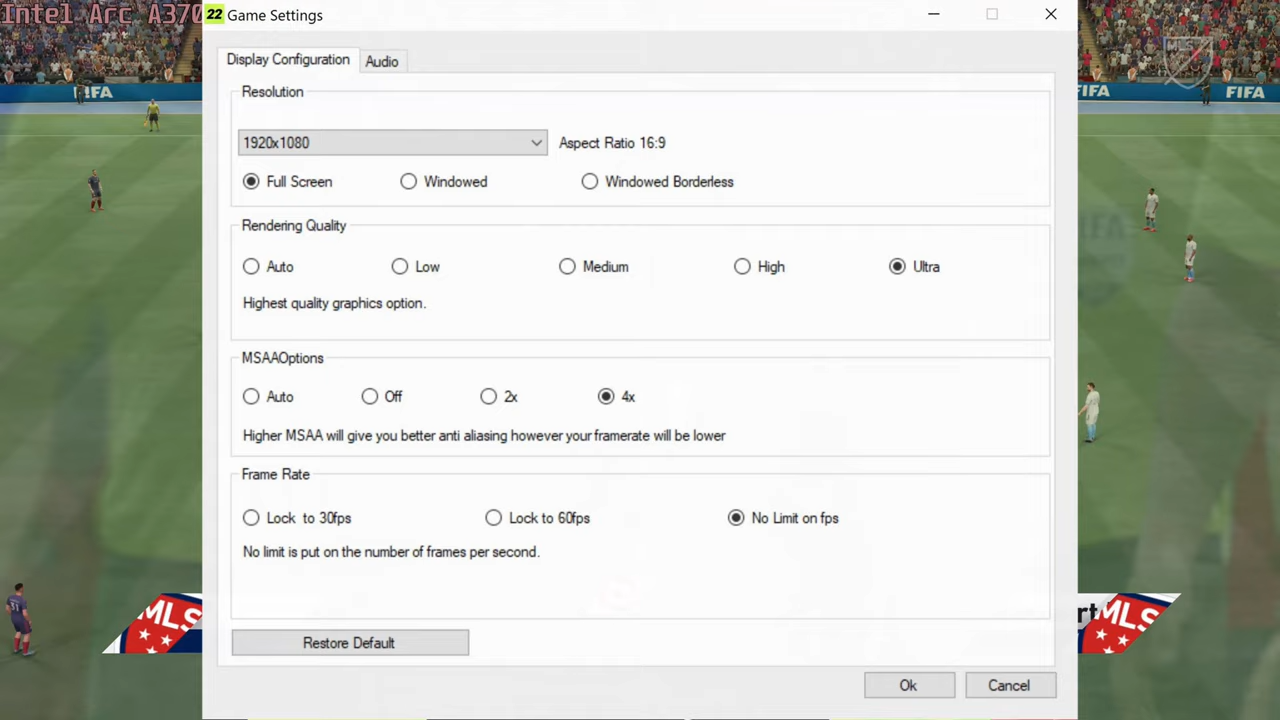 Intel Arc A370
22 Game Settings
Display Configuration
Audio
Resolution
1920x1080
Aspect Ratio 16:9
Full Screen
Windowed
Windowed Borderless
Rendering Quality
Auto
Low
Medium
High
Ultra
Highest quality graphics option.
MSAAOptions
Auto
Off
2x
4x
Higher MSAA will give you better anti aliasing however your framerate will be lower
Frame Rate
Lock to 30fps
Lock to 60fps
No Limit on fps
No limit is put on the number of frames per second.
Restore Default
Ok
Cancel
FIFA
FIFA
FIFA
MLS
FIFA
MLS
MLS